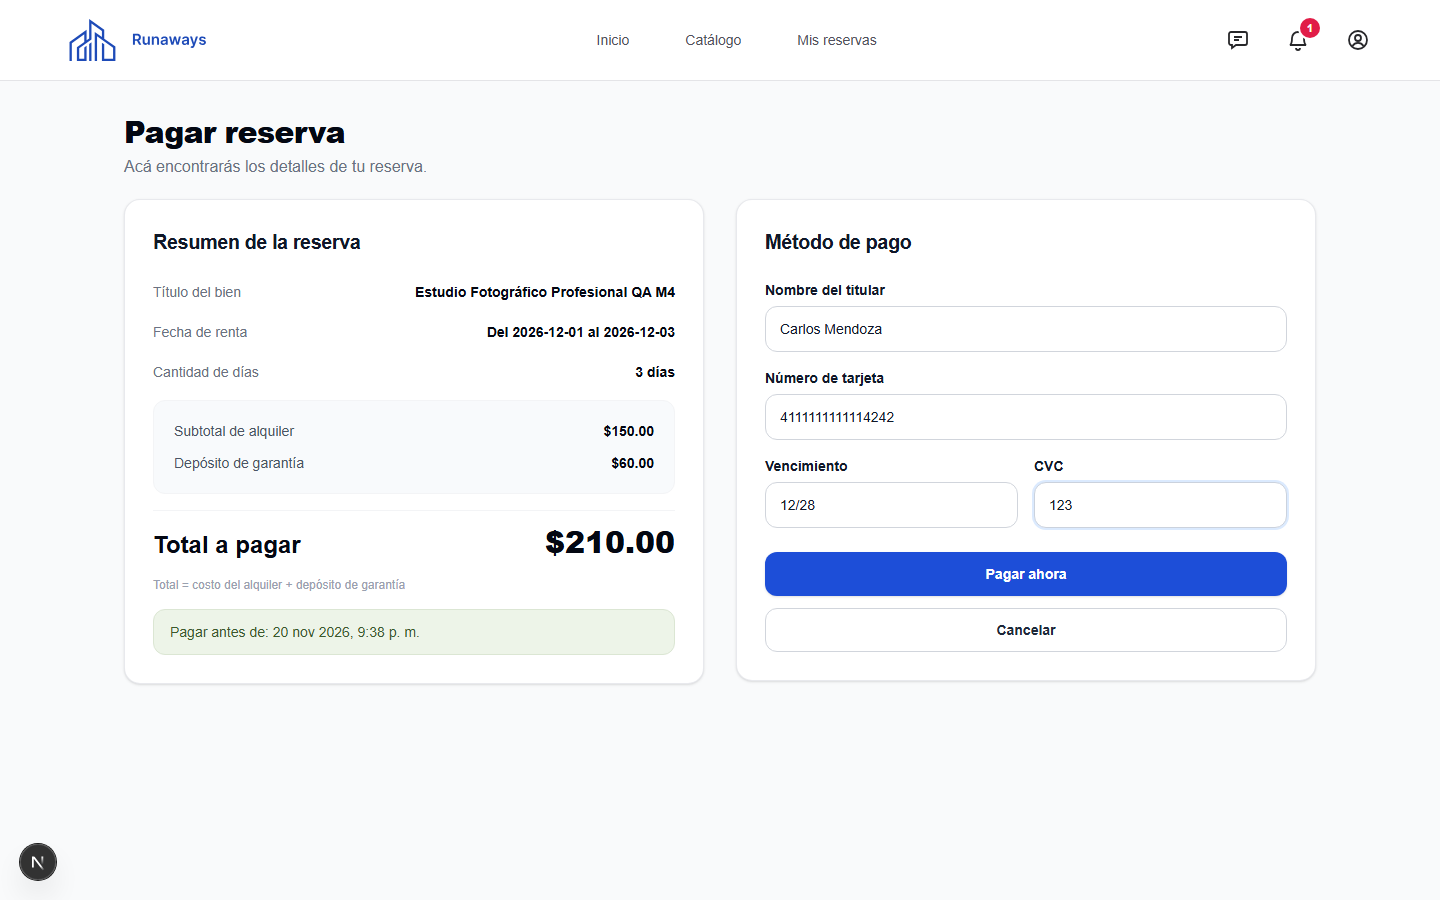 Runaways
Inicio
Catálogo
Mis reservas
1
Pagar reserva
Acá encontrarás los detalles de tu reserva.
Resumen de la reserva
Título del bien
Estudio Fotográfico Profesional QA M4
Fecha de renta
Del 2026-12-01 al 2026-12-03
Cantidad de días
3 días
Subtotal de alquiler
$150.00
Depósito de garantía
$60.00
Total a pagar
$210.00
Total = costo del alquiler + depósito de garantía
Pagar antes de: 20 nov 2026, 9:38 p. m.
Método de pago
Nombre del titular
Carlos Mendoza
Número de tarjeta
4111111111114242
Vencimiento
CVC
12/28
123
Pagar ahora
Cancelar
N